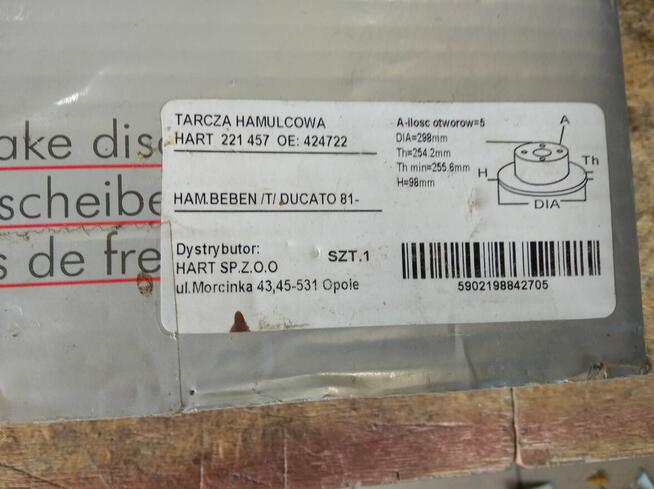 ake disc
scheibe
s de fre
TARCZA HAMULCOWA
HART 221 457 OE: 424722
HAM.BEBEN /T/ DUCATO 81-
Dystrybutor:
HART SP.Z.O.O
ul.Morcinka 43,45-531 Opole
SZT.1
A-ilosc otworow=5
DIA=298mm
Th=254.2mm
Th min=255.6mm
H=98mm
A
Th
H
DIA
5902198842705